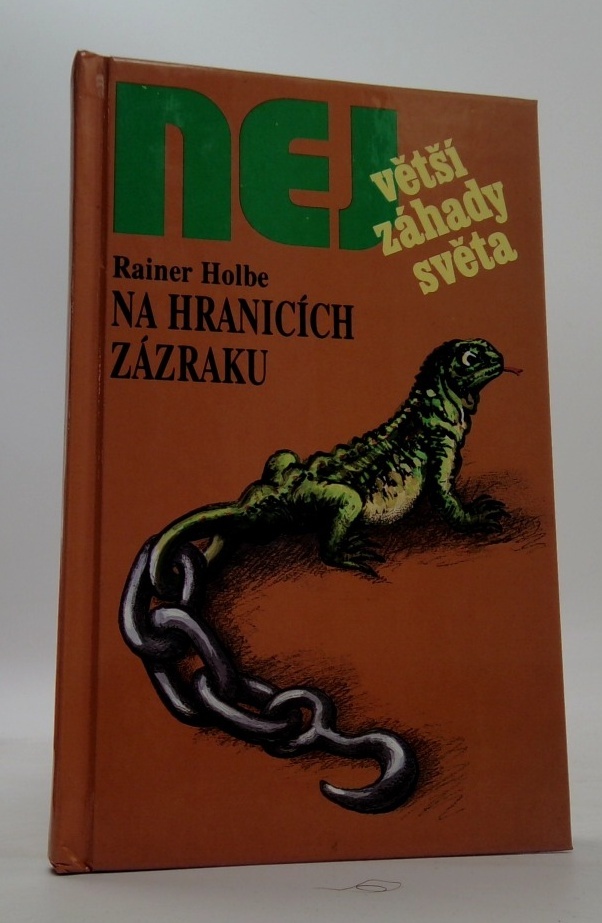 NEJ
větší
záhady
světa
Rainer Holbe
NA HRANICÍCH
ZÁZRAKU